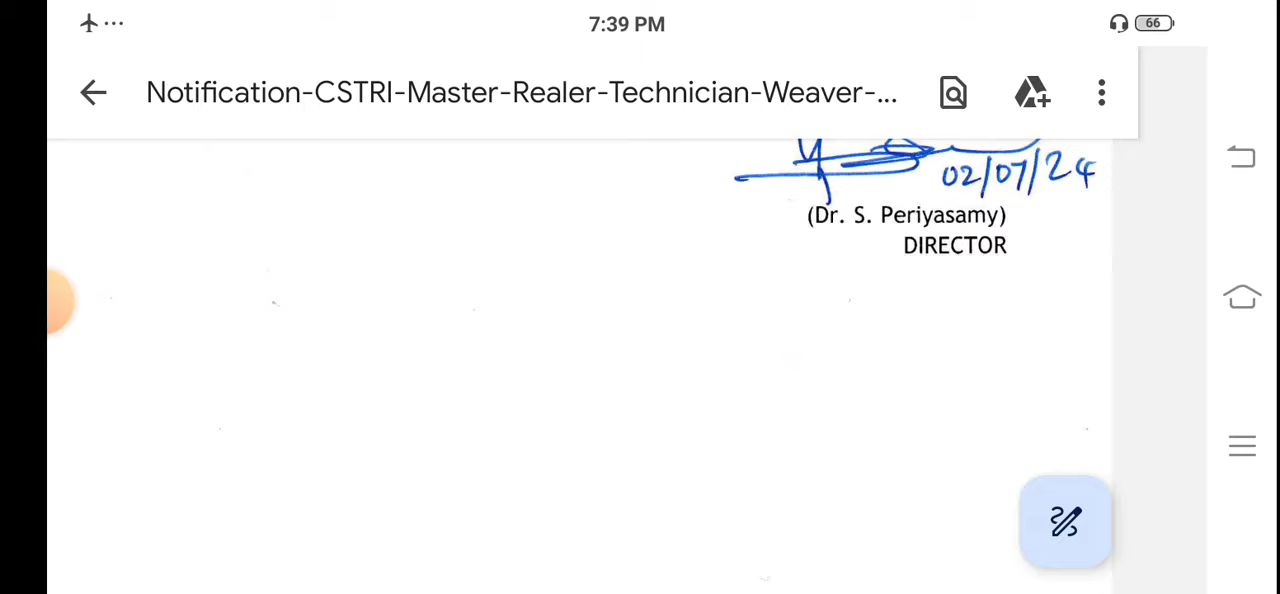 7:39 PM
66
Notification-CSTRI-Master-Realer-Technician-Weaver-...
02/07/24
(Dr. S. Periyasamy)
DIRECTOR